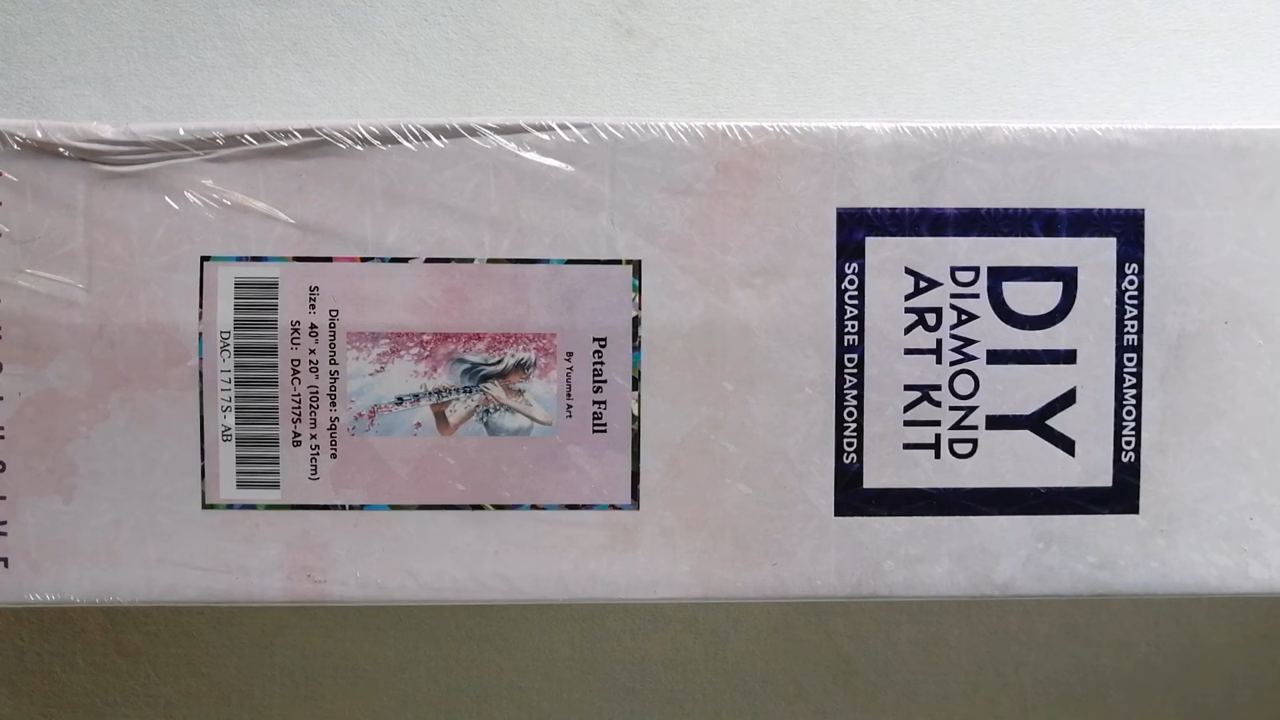 SQUARE DIAMONDS
DIY
DIAMOND
ART KIT
SQUARE DIAMONDS
Petals Fall
By Yuumei Art
Diamond Shape: Square
Size: 40" x 20" (102cm x 51cm)
SKU: DAC-1717S-AB
DAC- 1717S- AB